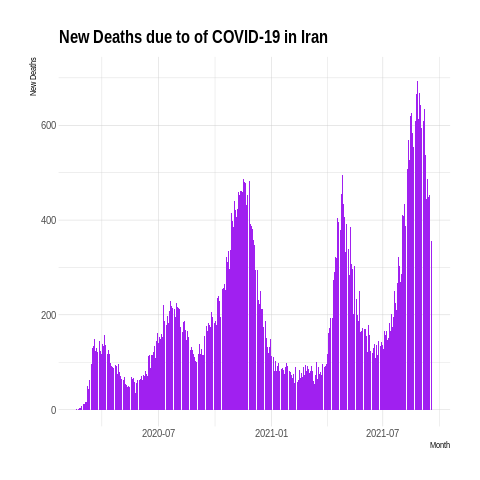 New Deaths due to of COVID-19 in Iran
New Deaths
600
400
200
0
2020-07
2021-01
2021-07
Month